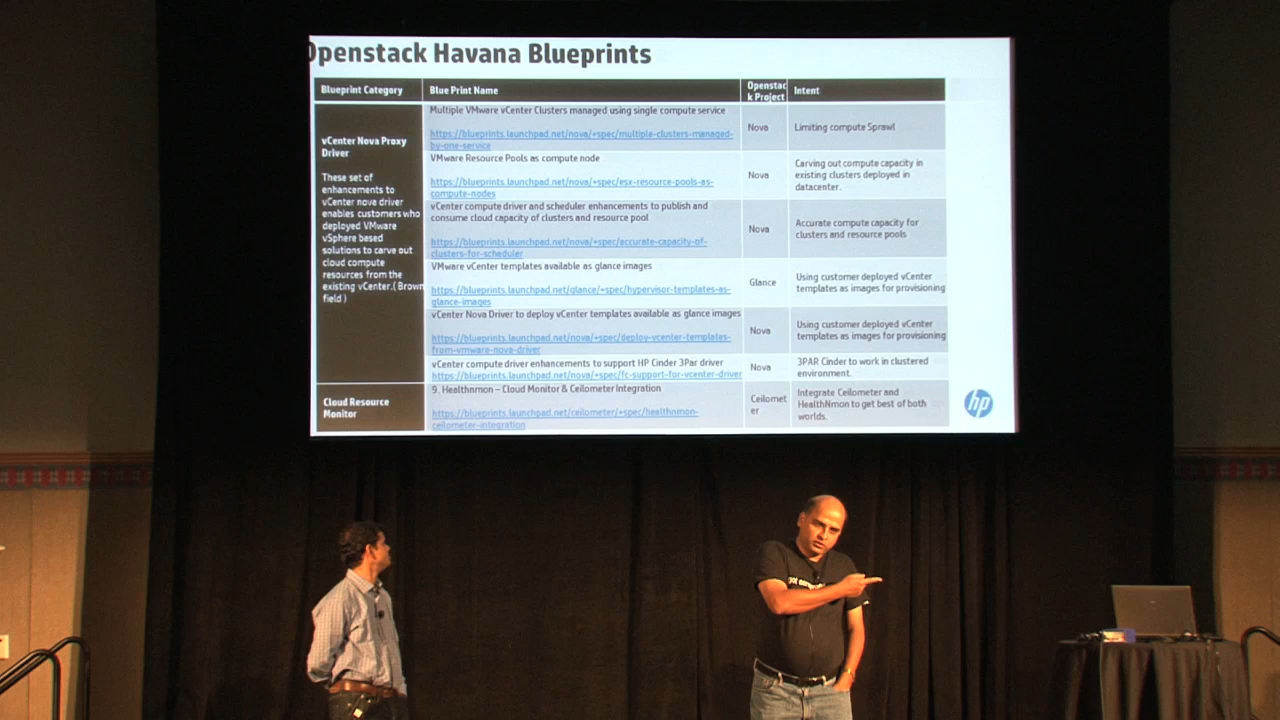 Openstack Havana Blueprints
Blueprint Category
Blue Print Name
Openstac
k Project
Intent
vCenter Nova Proxy
Driver
These set of
enhancements to
vCenter nova driver
enables customers who
deployed VMware
vSphere based
solutions to carve out
cloud compute
resources from the
existing vCenter.( Brown
field )
Multiple VMware vCenter Clusters managed using single compute service
https://blueprints.launchpad.net/nova/+spec/multiple-clusters-managed-
by-one-service
Nova
Limiting compute Sprawl
VMware Resource Pools as compute node
https://blueprints.launchpad.net/nova/+spec/esx-resource-pools-as-
compute-nodes
Nova
Carving out compute capacity in
existing clusters deployed in
datacenter.
vCenter compute driver and scheduler enhancements to publish and
consume cloud capacity of clusters and resource pool
https://blueprints.launchpad.net/nova/+spec/accurate-capacity-of-
clusters-for-scheduler
Nova
Accurate compute capacity for
clusters and resource pools
VMware vCenter templates available as glance images
https://blueprints.launchpad.net/glance/+spec/hypervisor-templates-as-
glance-images
Glance
Using customer deployed vCenter
templates as images for provisioning
vCenter Nova Driver to deploy vCenter templates available as glance images
https://blueprints.launchpad.net/nova/+spec/deploy-vcenter-templates-
from-vmware-nova-driver
Nova
Using customer deployed vCenter
templates as images for provisioning
vCenter compute driver enhancements to support HP Cinder 3Par driver
https://blueprints.launchpad.net/nova/+spec/fc-support-for-vcenter-driver
Nova
3PAR Cinder to work in clustered
environment.
Cloud Resource
Monitor
9. Healthnmon – Cloud Monitor & Ceilometer Integration
https://blueprints.launchpad.net/ceilometer/+spec/healthnmon-
ceilometer-integration
Ceilomet
er
Integrate Ceilometer and
HealthNmon to get best of both
worlds.
hp
got